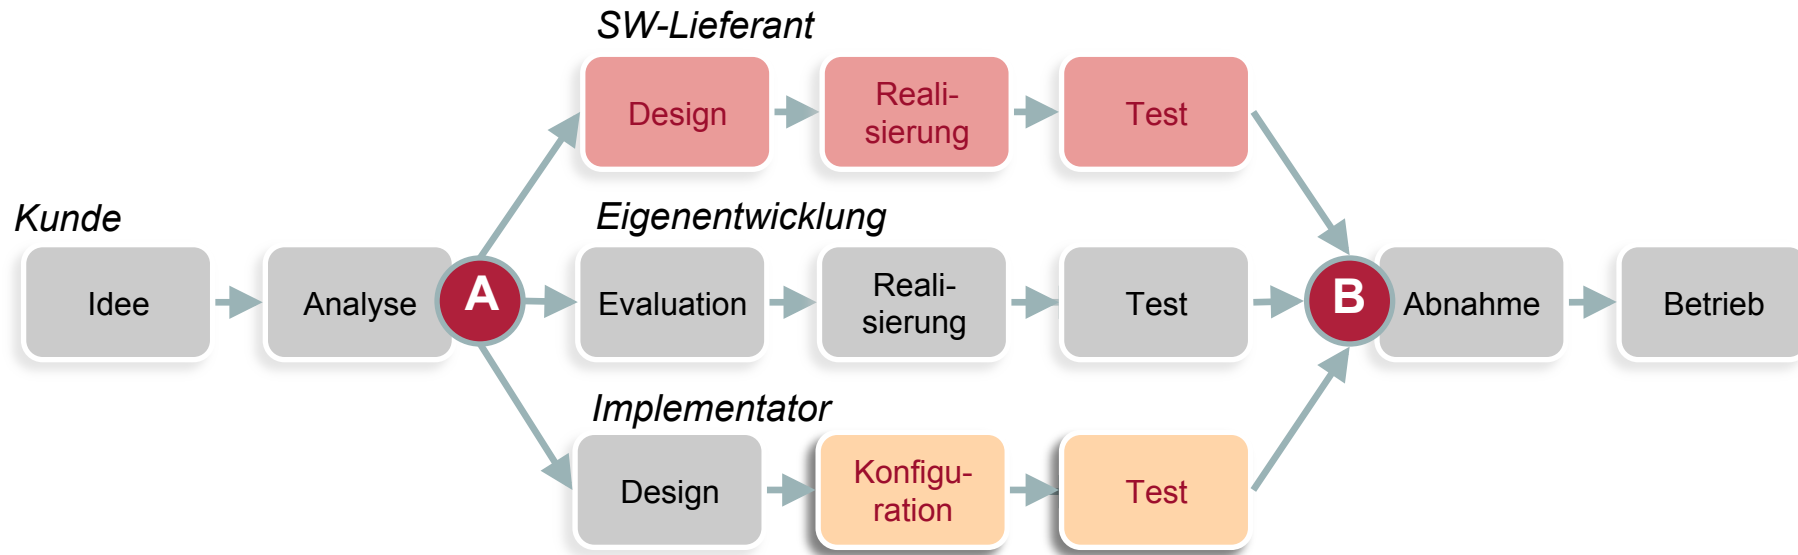 SW-Lieferant
Design
Reali-
sierung
Test
Kunde
Eigenentwicklung
Idee
Analyse
A
Evaluation
Reali-
sierung
Test
B
Abnahme
Betrieb
Implementator
Design
Konfigu-
ration
Test